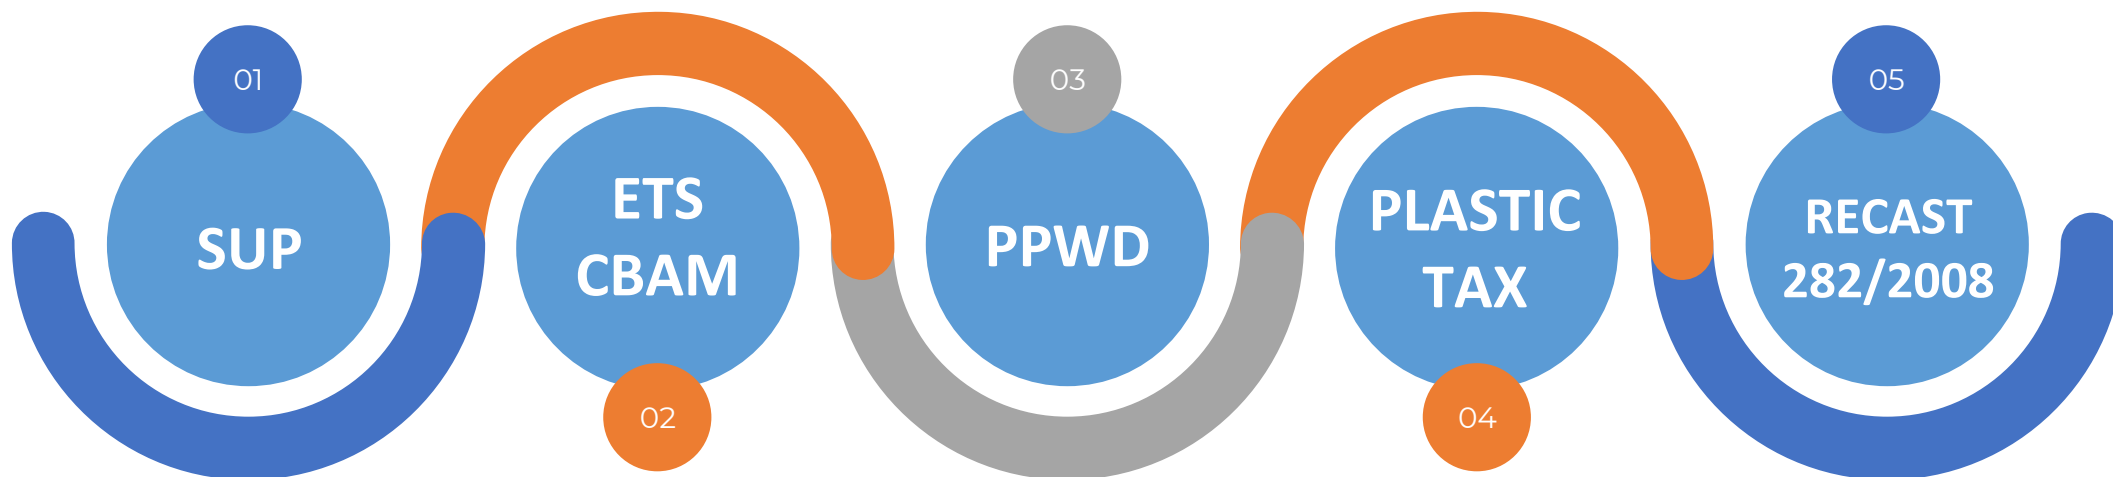 01
SUP
ETS
CBAM
02
03
PPWD
PLASTIC
TAX
04
05
RECAST
282/2008